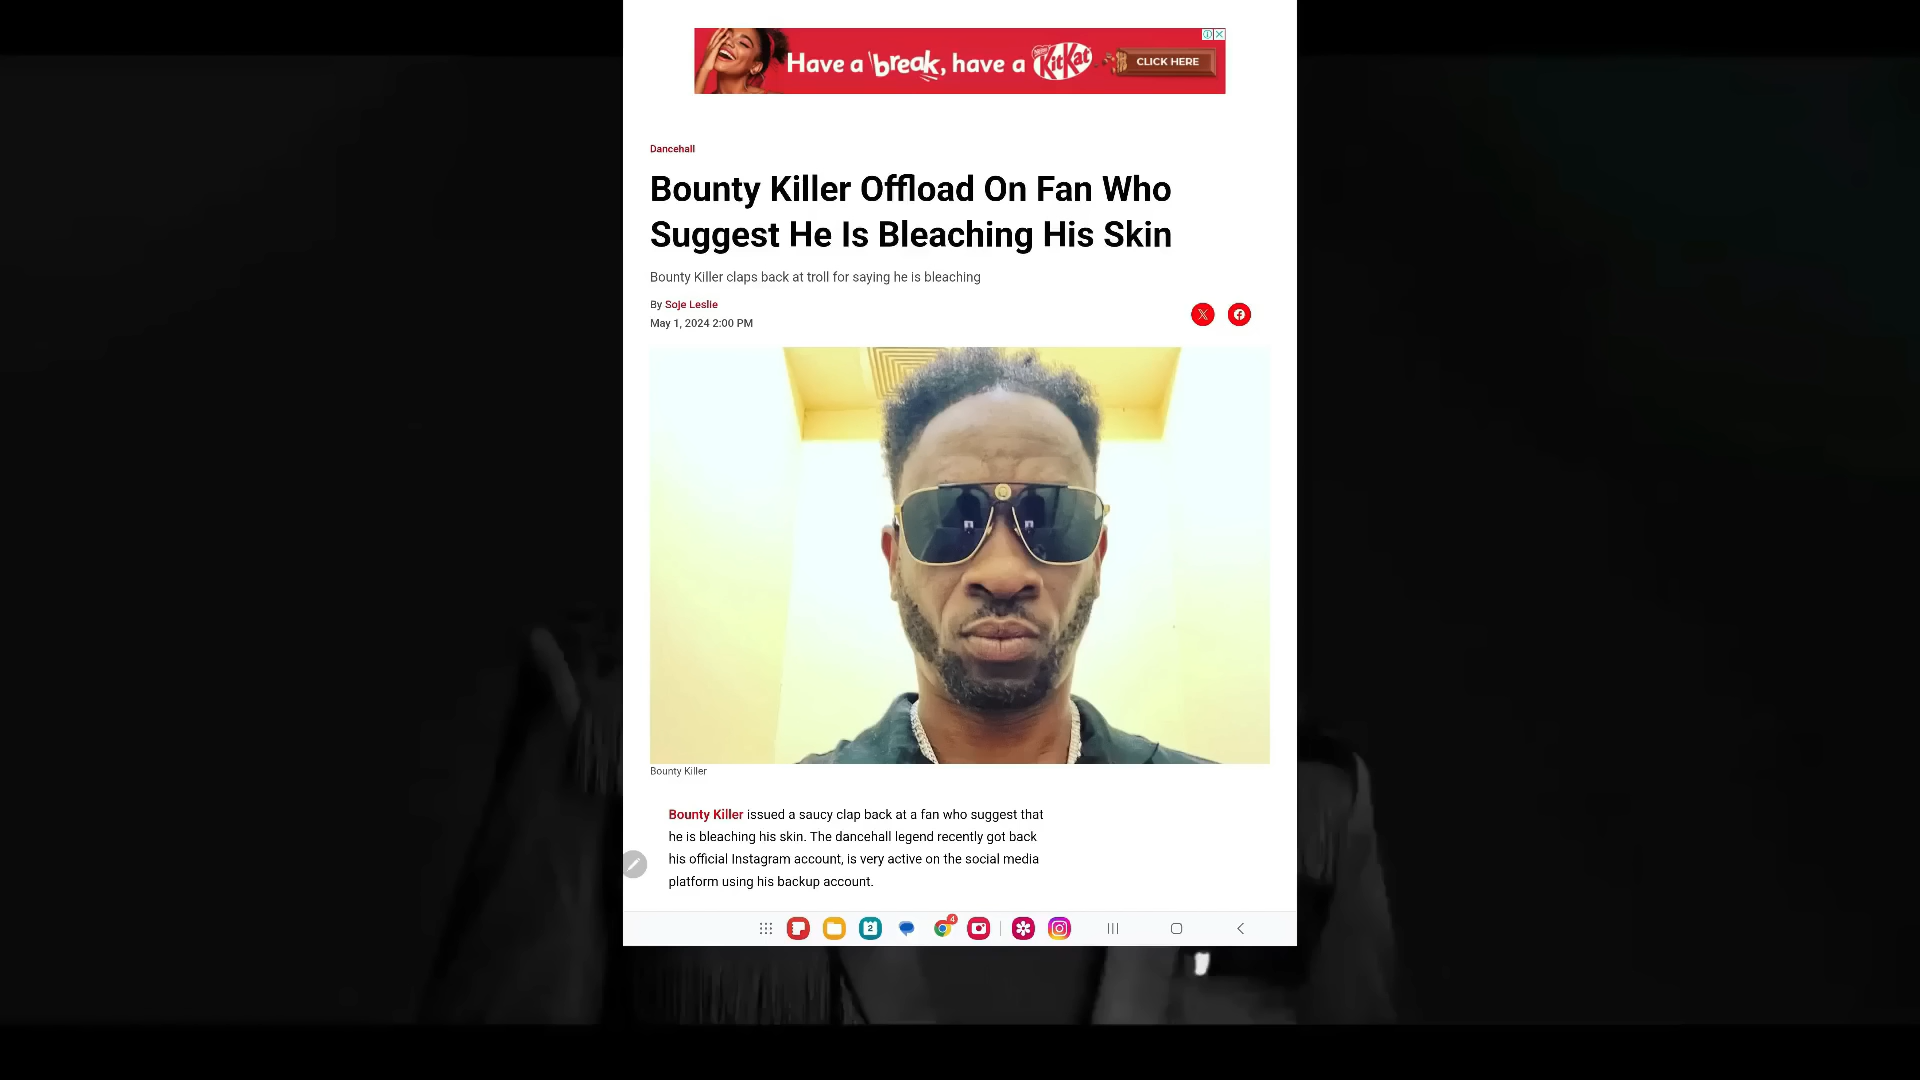 Have a break, have a KitKat
CLICK HERE
Dancehall
Bounty Killer Offload On Fan Who
Suggest He Is Bleaching His Skin
Bounty Killer claps back at troll for saying he is bleaching
By Soje Leslie
May 1, 2024 2:00 PM
Bounty Killer
Bounty Killer issued a saucy clap back at a fan who suggest that
he is bleaching his skin. The dancehall legend recently got back
his official Instagram account, is very active on the social media
platform using his backup account.
4
2